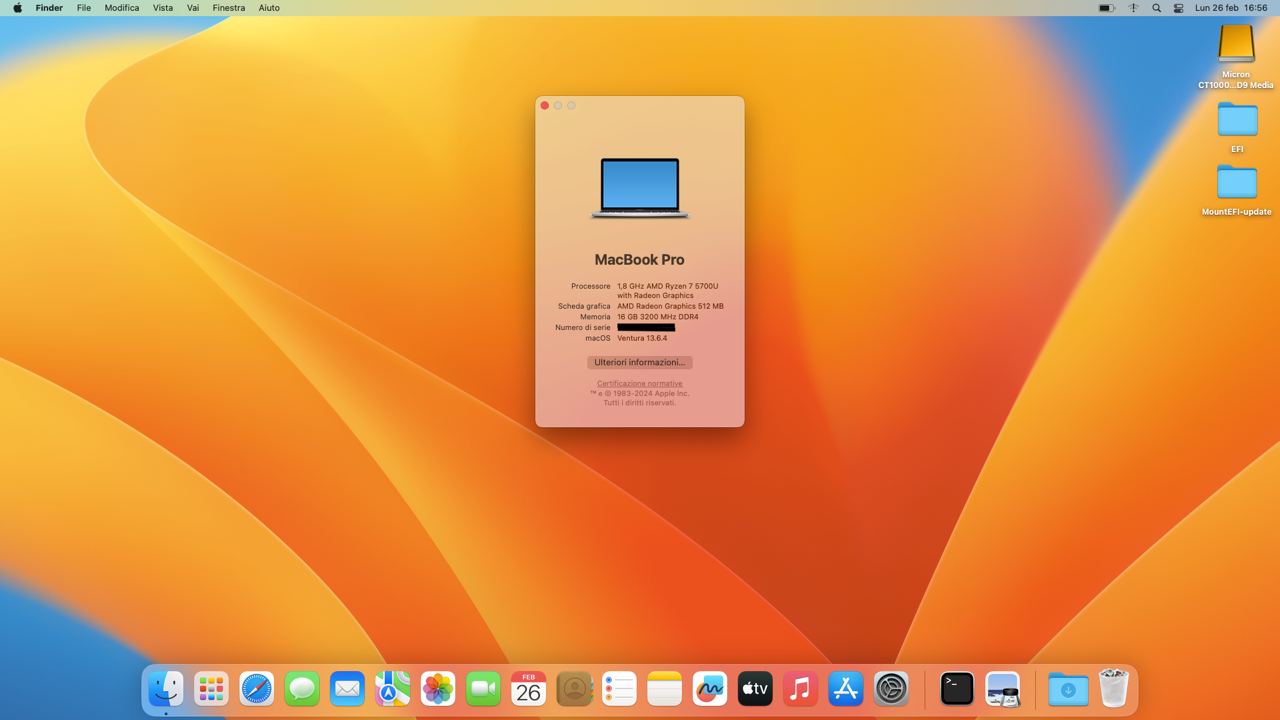 Finder File Modifica Vista Vai Finestra Aiuto
Lun 26 feb 16:56
Micron
CT1000...D9 Media
EFI
MountEFI-update
MacBook Pro
Processore 1,8 GHz AMD Ryzen 7 5700U
with Radeon Graphics
Scheda grafica AMD Radeon Graphics 512 MB
Memoria 16 GB 3200 MHz DDR4
Numero di serie
macOS Ventura 13.6.4
Ulteriori informazioni...
Certificazione normative
™ e © 1983-2024 Apple Inc.
Tutti i diritti riservati.
FEB
26
tv
>_